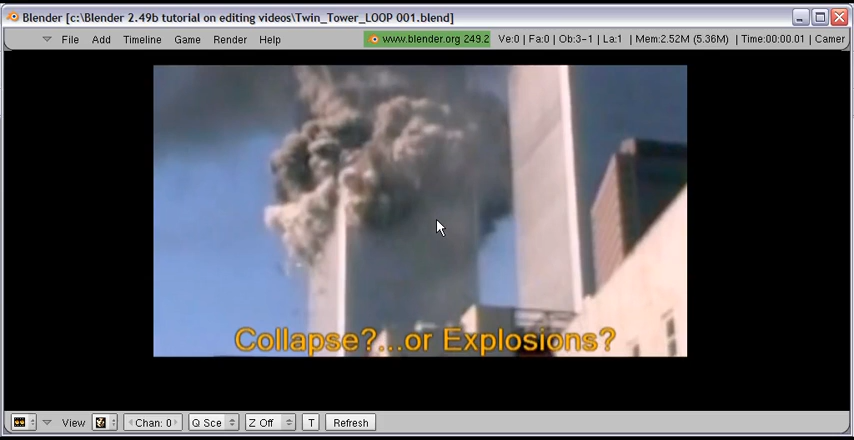 Blender [c:\Blender 2.49b tutorial on editing videos\Twin_Tower_LOOP 001.blend]
File Add Timeline Game Render Help www.blender.org 249.2 Ve:0 | Fa:0 | Ob:3-1 | La:1 | Mem:2.52M (5.36M) | Time:00:00.01 | Camer
Collapse?...or Explosions?
View Chan: 0 Q Sce Z Off T Refresh